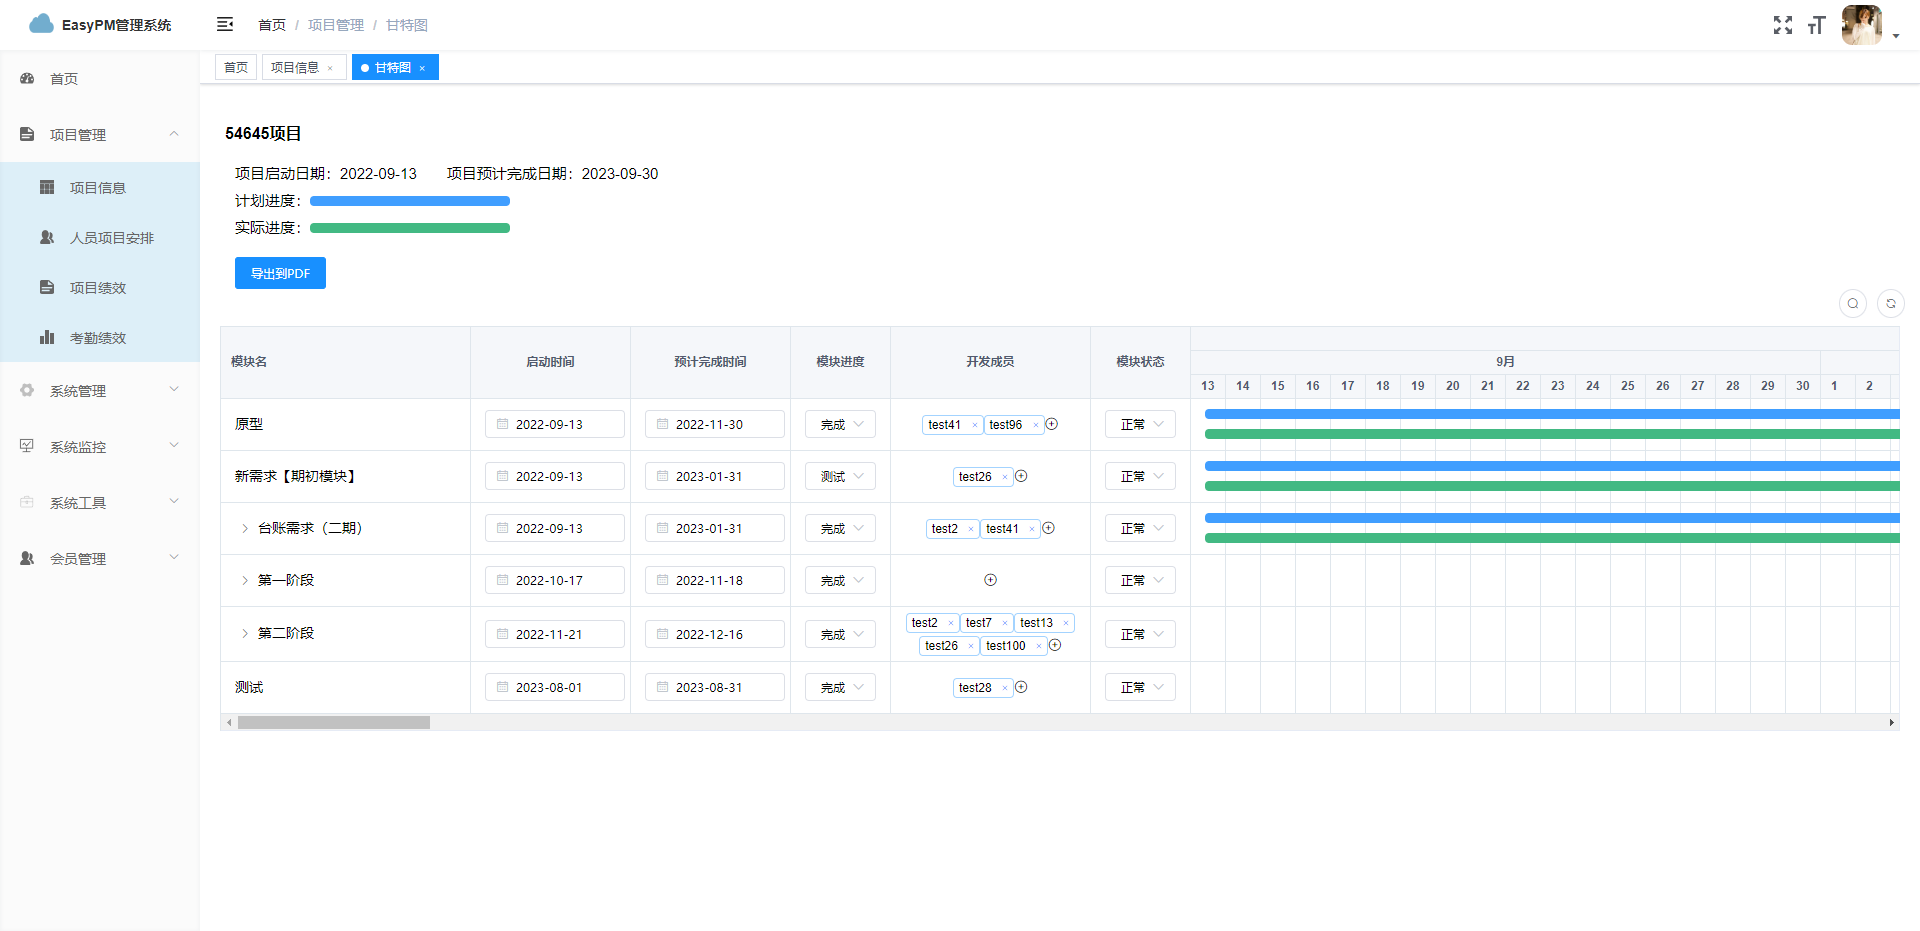 EasyPM管理系统
首页 / 项目管理 / 甘特图
首页
项目管理
项目信息
人员项目安排
项目绩效
考勤绩效
系统管理
系统监控
系统工具
会员管理
首页 项目信息 × 甘特图 ×
54645项目
项目启动日期：2022-09-13 项目预计完成日期：2023-09-30
计划进度：
实际进度：
导出到PDF
模块名 启动时间 预计完成时间 模块进度 开发成员 模块状态 9月
13 14 15 16 17 18 19 20 21 22 23 24 25 26 27 28 29 30 1 2
原型 2022-09-13 2022-11-30 完成 test41 × test96 × 正常
新需求【期初模块】 2022-09-13 2023-01-31 测试 test26 × 正常
台账需求（二期） 2022-09-13 2023-01-31 完成 test2 × test41 × 正常
第一阶段 2022-10-17 2022-11-18 完成 正常
第二阶段 2022-11-21 2022-12-16 完成 test2 × test7 × test13 × 正常
test26 × test100 ×
测试 2023-08-01 2023-08-31 完成 test28 × 正常